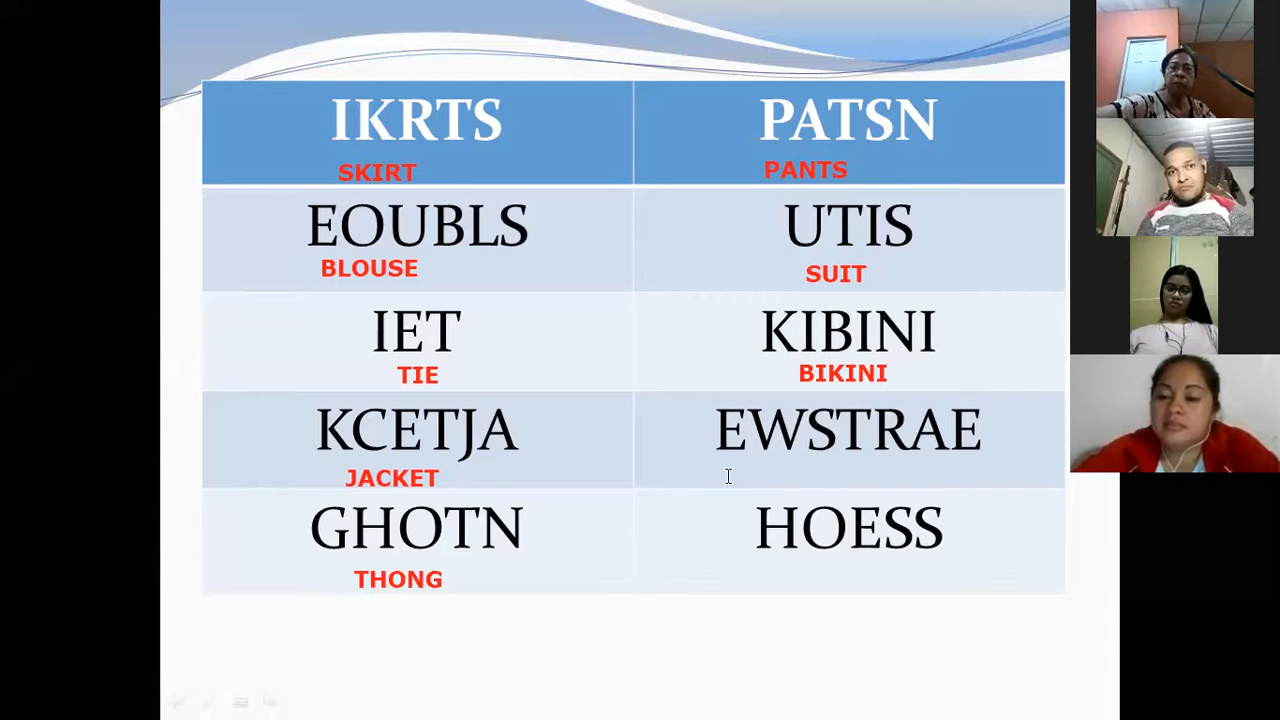 IKRTS PATSN
SKIRT PANTS
EOUBLS UTIS
BLOUSE SUIT
IET KIBINI
TIE BIKINI
KCETJA EWSTRAE
JACKET
GHOTN HOESS
THONG